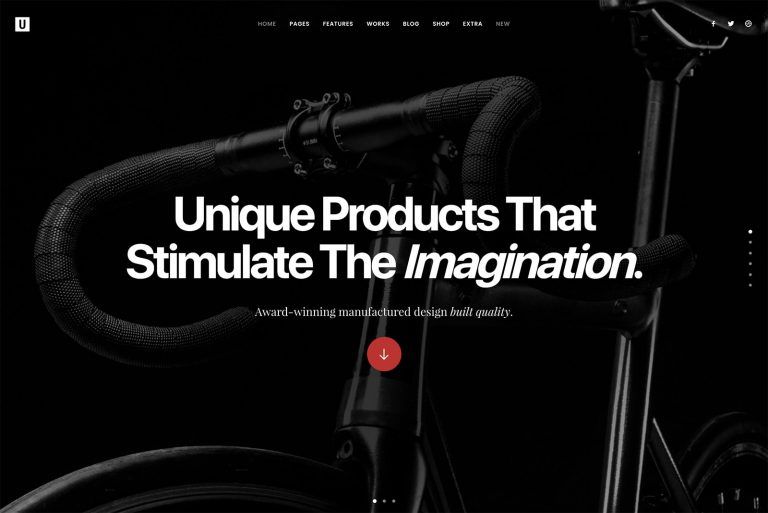 U
HOME PAGES FEATURES WORKS BLOG SHOP EXTRA NEW
Unique Products That
Stimulate The Imagination.
Award-winning manufactured design built quality.